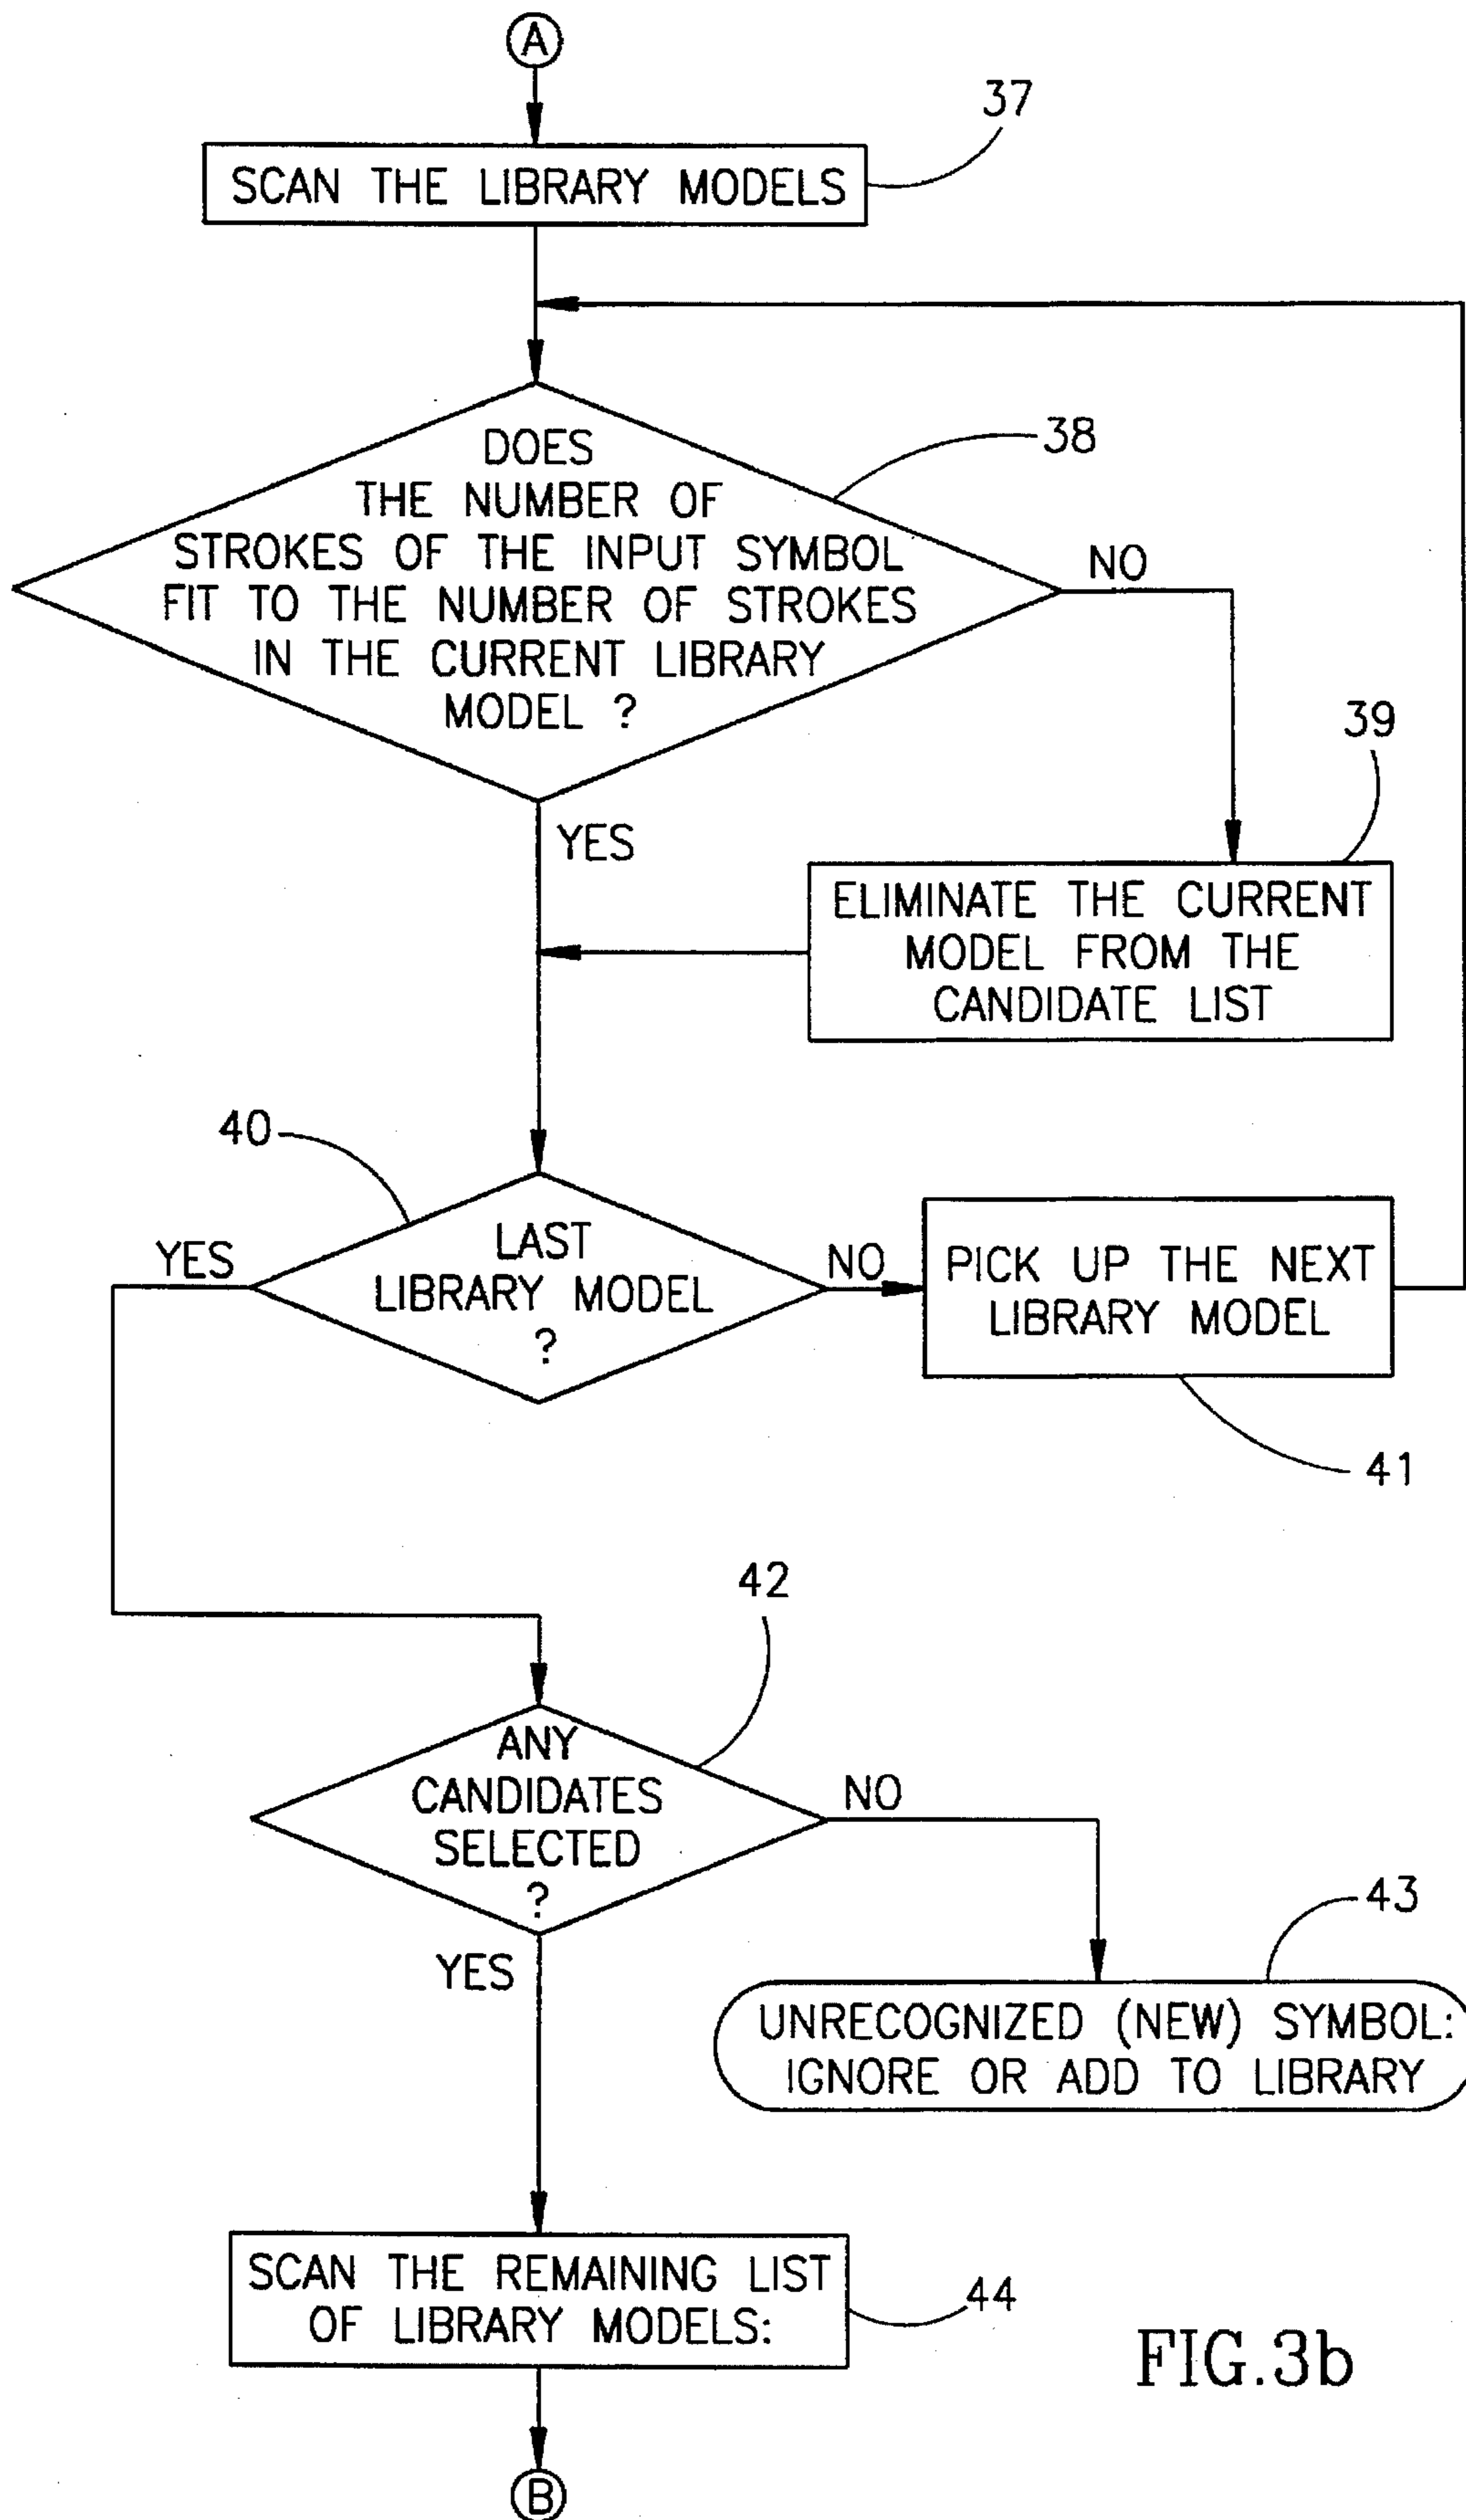 A
37
SCAN THE LIBRARY MODELS
38
DOES
THE NUMBER OF
STROKES OF THE INPUT SYMBOL
FIT TO THE NUMBER OF STROKES
IN THE CURRENT LIBRARY
MODEL ?
NO
39
YES
ELIMINATE THE CURRENT
MODEL FROM THE
CANDIDATE LIST
40
YES
LAST
LIBRARY MODEL
?
NO
PICK UP THE NEXT
LIBRARY MODEL
41
42
ANY
CANDIDATES
SELECTED
?
NO
43
YES
UNRECOGNIZED (NEW) SYMBOL:
IGNORE OR ADD TO LIBRARY
SCAN THE REMAINING LIST
OF LIBRARY MODELS:
44
FIG.3b
B